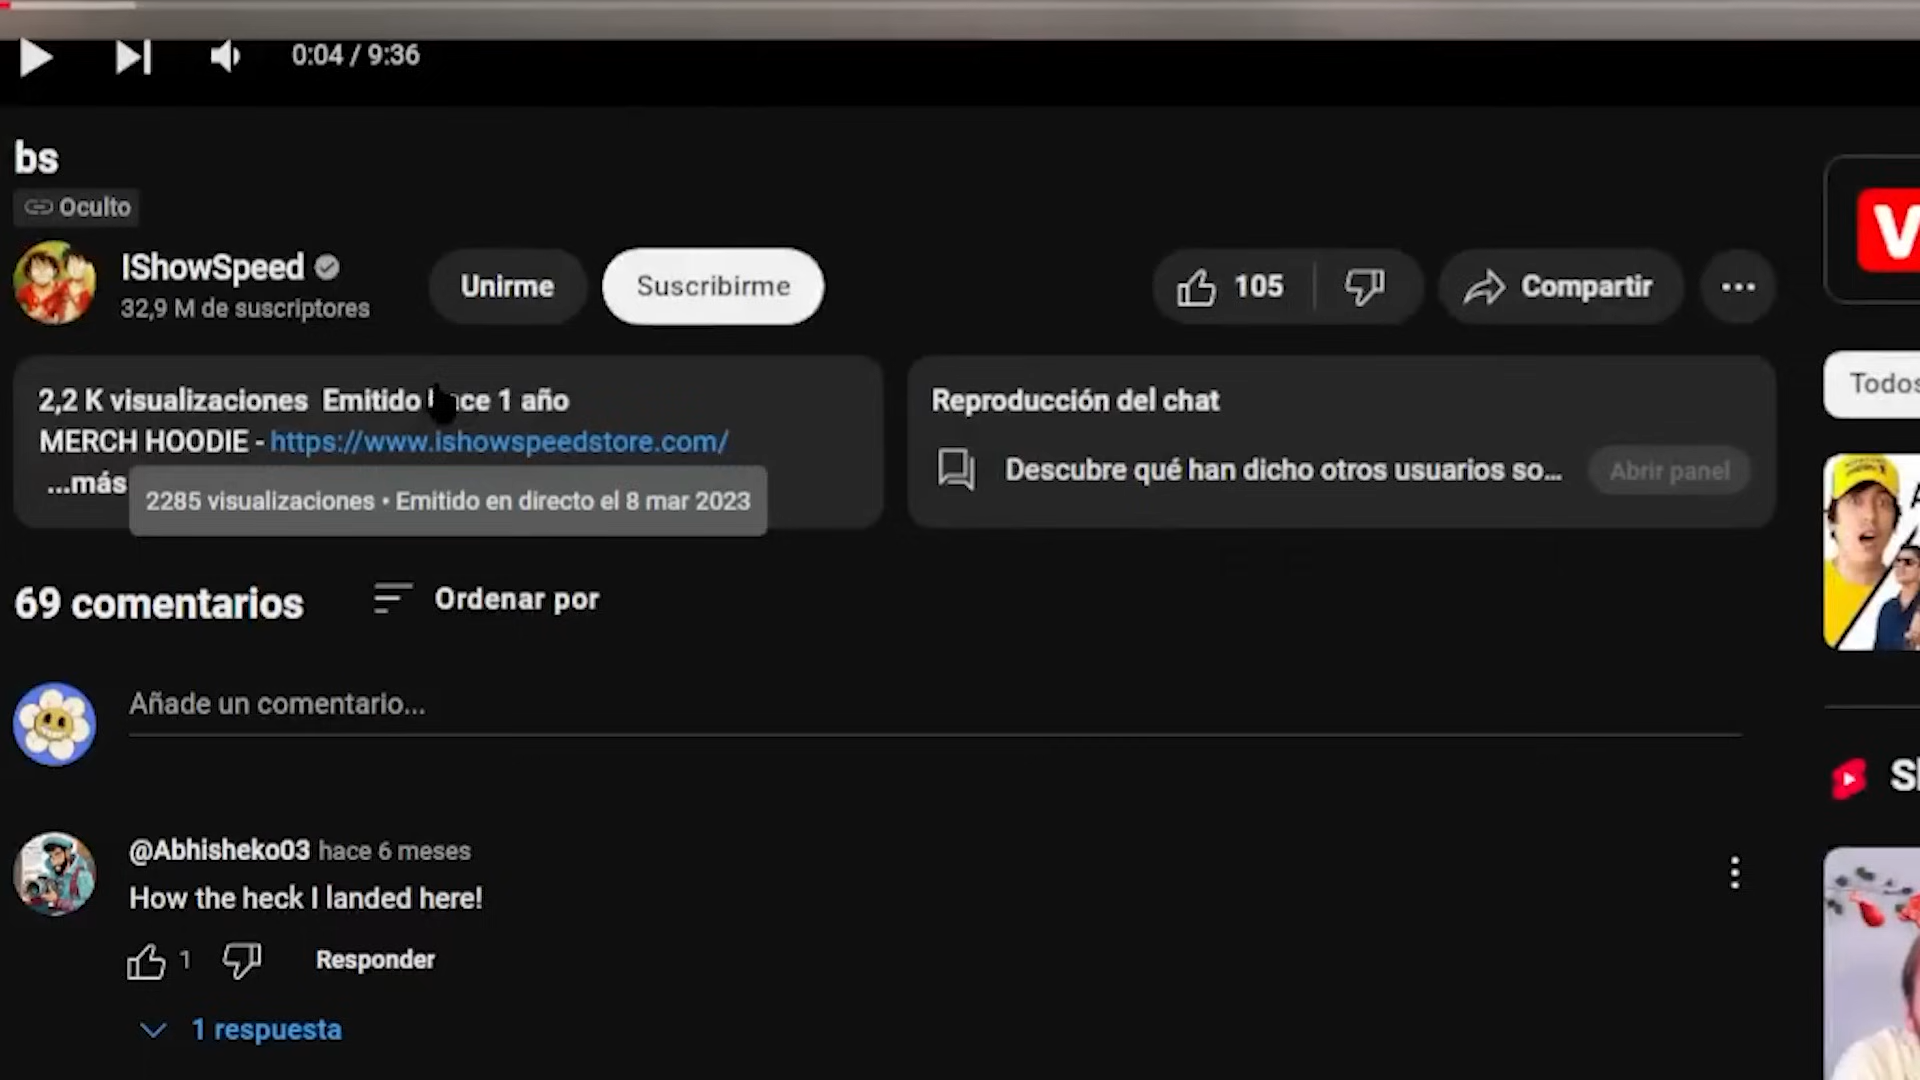 0:04 / 9:36
bs
Oculto
IShowSpeed
32,9 M de suscriptores
Unirme
Suscribirme
105
Compartir
2,2 K visualizaciones Emitido hace 1 año
MERCH HOODIE - https://www.ishowspeedstore.com/
...más
2285 visualizaciones • Emitido en directo el 8 mar 2023
Reproducción del chat
Descubre qué han dicho otros usuarios so...
Abrir panel
Todos
69 comentarios
Ordenar por
Añade un comentario...
@Abhisheko03 hace 6 meses
How the heck I landed here!
1
Responder
1 respuesta